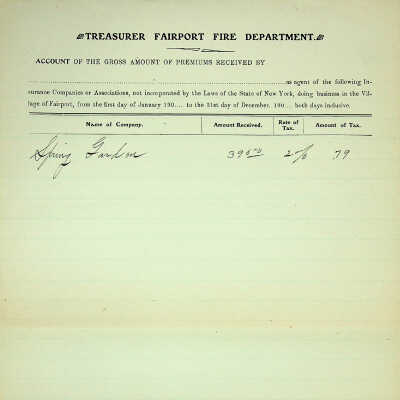 TREASURER FAIRPORT FIRE DEPARTMENT.
ACCOUNT OF THE GROSS AMOUNT OF PREMIUMS RECEIVED BY
as agent of the following In-
surance Companies or Associations, not incorporated by the Laws of the State of New York, doing business in the Vil-
lage of Fairport, from the first day of January 190.... to the 31st day of December, 190.... both days inclusive.
Name of Company. Amount Received. Rate of Tax. Amount of Tax.
Spring Garden 39 2% 79